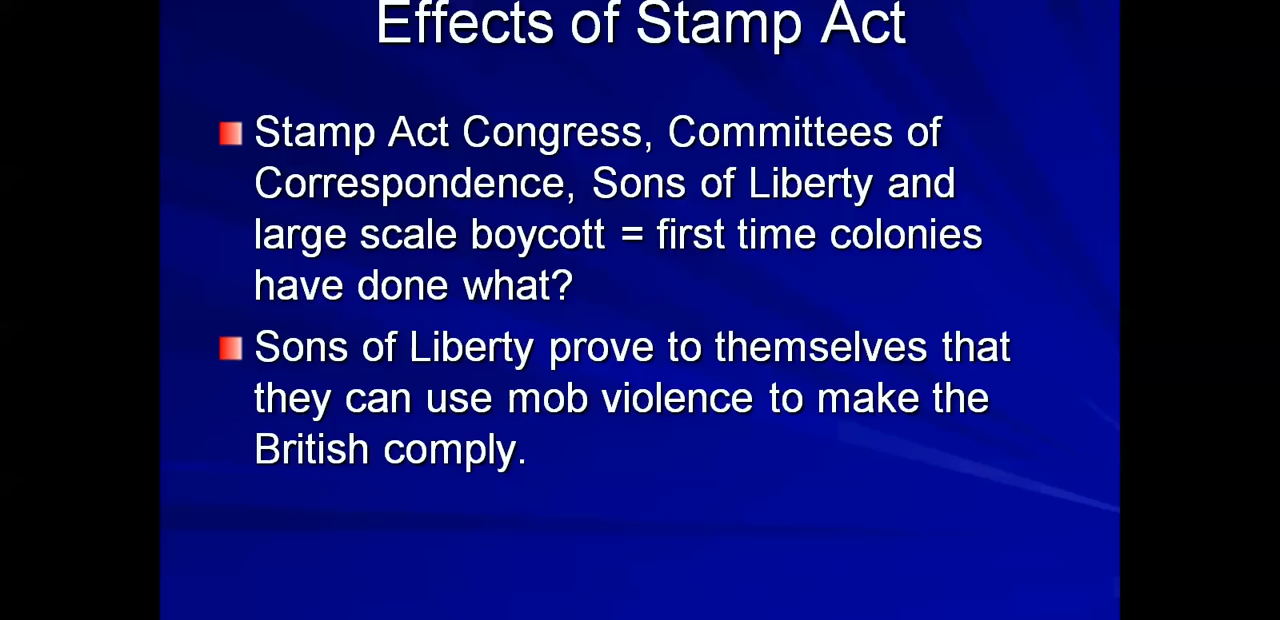 Effects of Stamp Act
Stamp Act Congress, Committees of
Correspondence, Sons of Liberty and
large scale boycott = first time colonies
have done what?
Sons of Liberty prove to themselves that
they can use mob violence to make the
British comply.